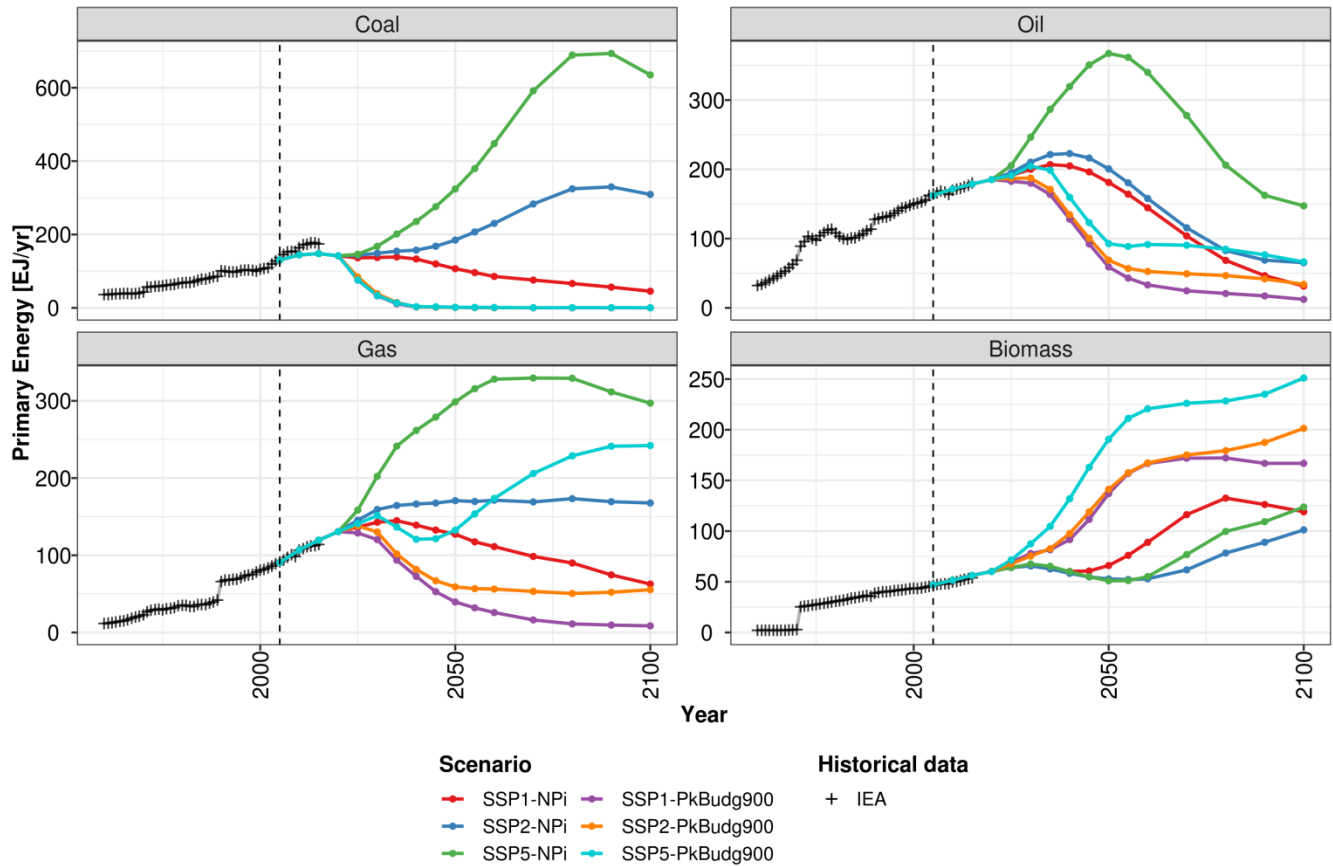 Coal
Oil
600
400
200
0
300
200
100
0
Gas
Biomass
300
200
100
0
250
200
150
100
50
0
Primary Energy [EJ/yr]
2000
2050
2100
2000
2050
2100
Year
Scenario
SSP1-NPi
SSP1-PkBudg900
SSP2-NPi
SSP2-PkBudg900
SSP5-NPi
SSP5-PkBudg900
Historical data
IEA